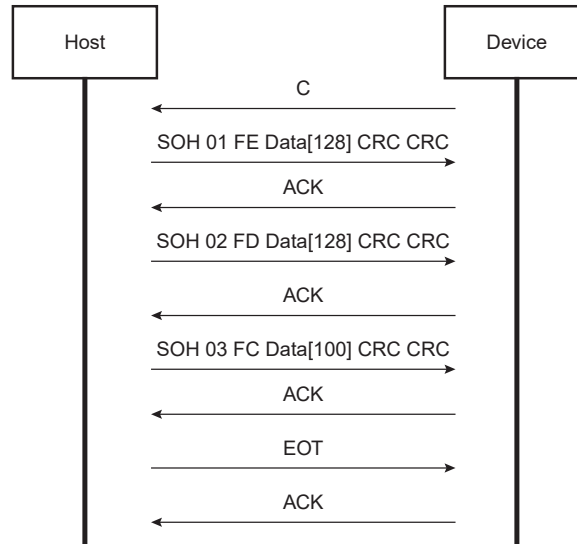 Host
Device
C
SOH 01 FE Data[128] CRC CRC
ACK
SOH 02 FD Data[128] CRC CRC
ACK
SOH 03 FC Data[100] CRC CRC
ACK
EOT
ACK